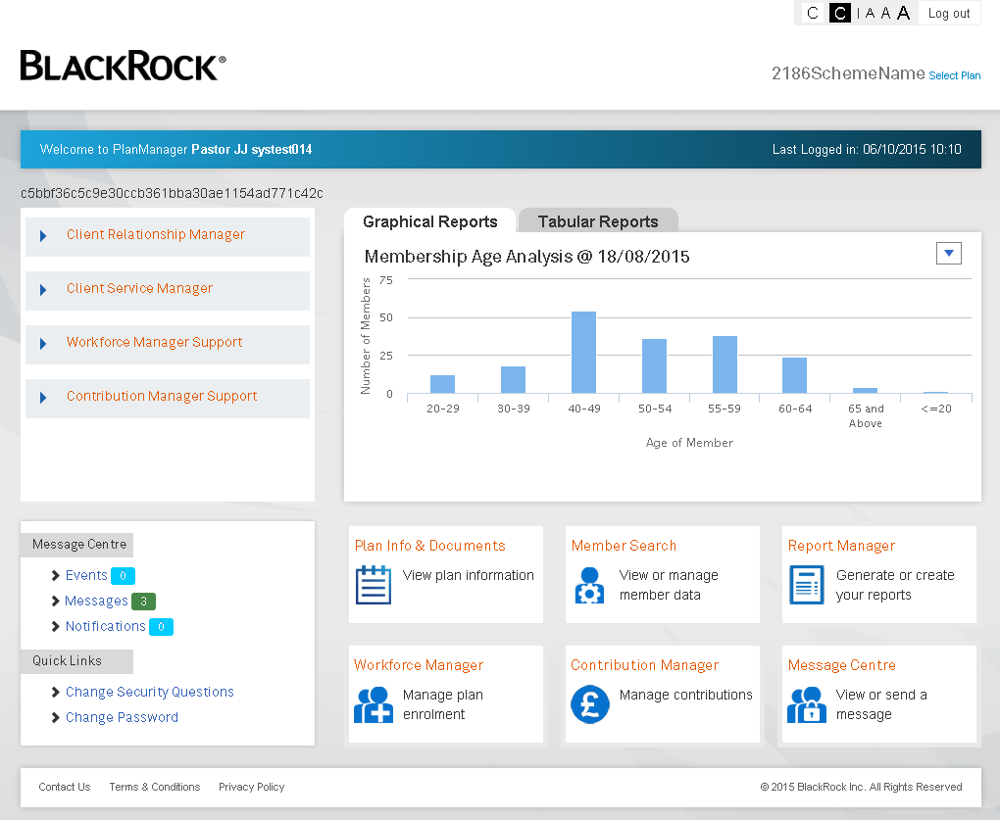 C C | A A A Log out
BLACKROCK®
2186SchemeName Select Plan
Welcome to PlanManager Pastor JJ systest014
Last Logged in: 06/10/2015 10:10
c5bbf36c5c9e30ccb361bba30ae1154ad771c42c
Client Relationship Manager
Client Service Manager
Workforce Manager Support
Contribution Manager Support
Graphical Reports
Tabular Reports
Membership Age Analysis @ 18/08/2015
Number of Members
75
50
25
0
20-29 30-39 40-49 50-54 55-59 60-64 65 and Above <=20
Age of Member
Message Centre
Events 0
Messages 3
Notifications 0
Quick Links
Change Security Questions
Change Password
Plan Info & Documents
View plan information
Member Search
View or manage
member data
Report Manager
Generate or create
your reports
Workforce Manager
Manage plan
enrolment
Contribution Manager
£
Manage contributions
Message Centre
View or send a
message
Contact Us Terms & Conditions Privacy Policy
© 2015 BlackRock Inc. All Rights Reserved